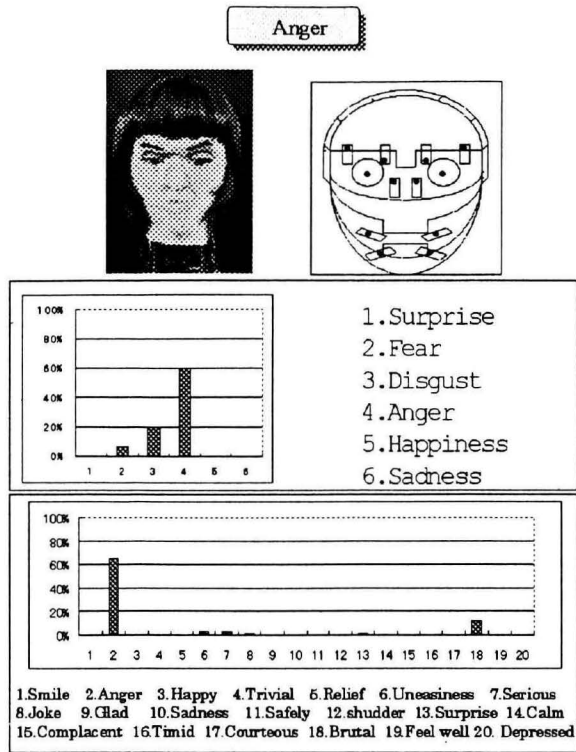 Anger
100%
80%
60%
40%
20%
0%
1 2 3 4 5 6
1.Surprise
2.Fear
3.Disgust
4.Anger
5.Happiness
6.Sadness
100%
80%
60%
40%
20%
0%
1 2 3 4 5 6 7 8 9 10 11 12 13 14 15 16 17 18 19 20
1.Smile 2.Anger 3.Happy 4.Trivial 5.Relief 6.Uneasiness 7.Serious
8.Joke 9.Glad 10.Sadness 11.Safely 12.shudder 13.Surprise 14.Calm
15.Complacent 16.Timid 17.Courteous 18.Brutal 19.Feel well 20. Depressed